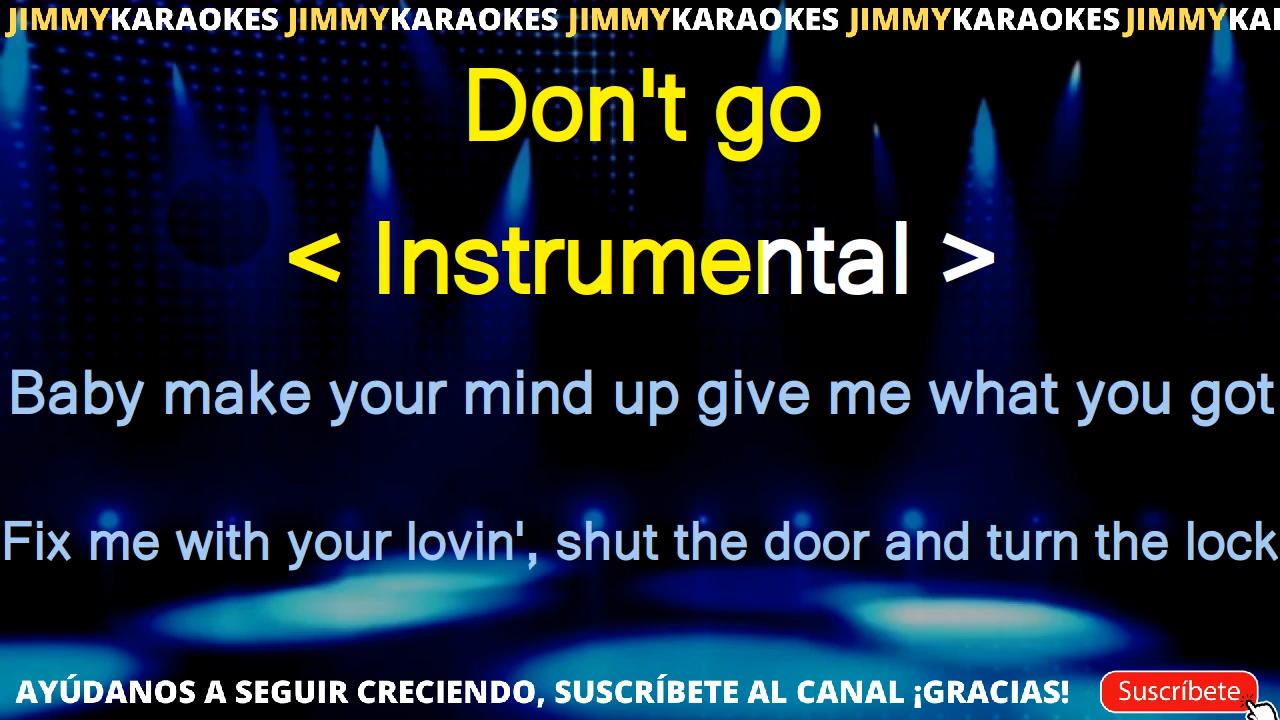 JIMMYKARAOKES JIMMYKARAOKES JIMMYKARAOKES JIMMYKARAOKES JIMMYKA
Don't go
< Instrumental >
Baby make your mind up give me what you got
Fix me with your lovin', shut the door and turn the lock
AYÚDANOS A SEGUIR CRECIENDO, SUSCRÍBETE AL CANAL ¡GRACIAS!
Suscríbete